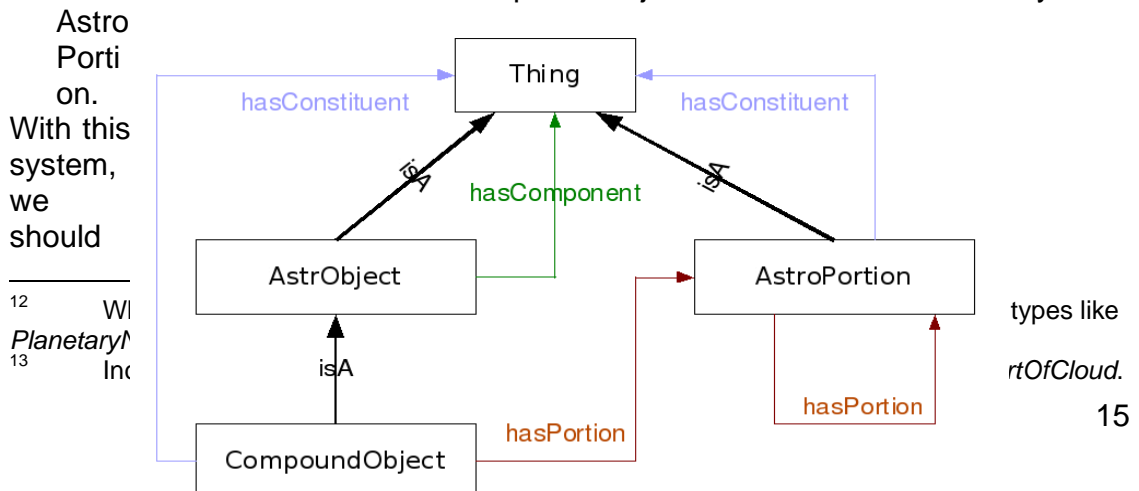 Astro
Porti
on.
With this
system,
we
should
Thing
hasConstituent
hasConstituent
isA
isA
hasComponent
AstrObject
AstroPortion
isA
hasPortion
hasPortion
CompoundObject
12 types like
13 rtOfCloud.
15